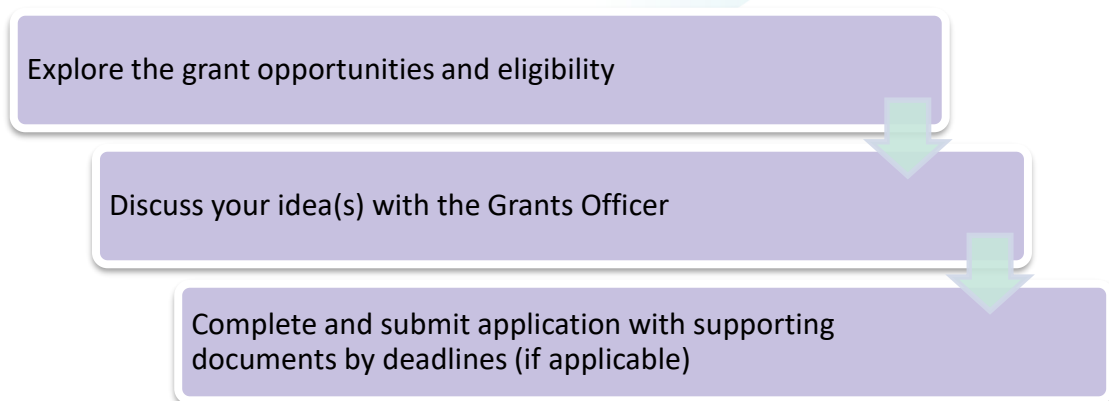 Explore the grant opportunities and eligibility
Discuss your idea(s) with the Grants Officer
Complete and submit application with supporting
documents by deadlines (if applicable)